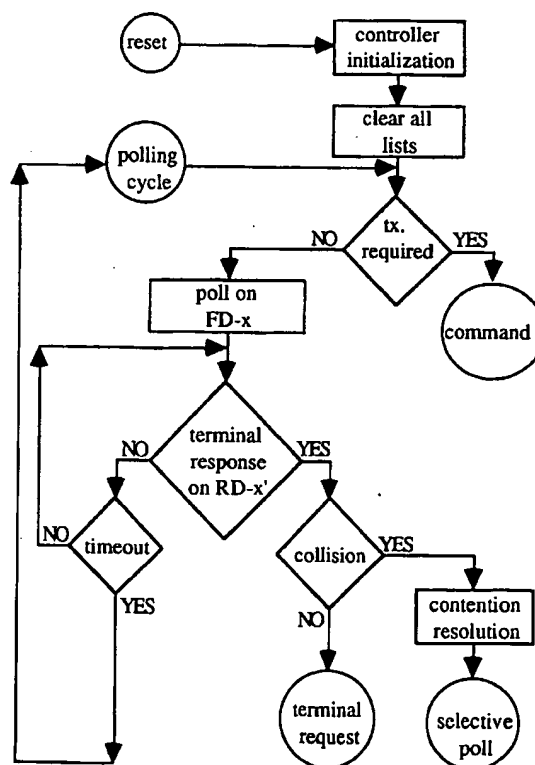 reset
controller
initialization
clear all
lists
polling
cycle
tx.
required
NO
YES
poll on
FD-x
command
terminal
response
on RD-x'
NO
YES
NO
timeout
YES
collision
YES
NO
contention
resolution
terminal
request
selective
poll